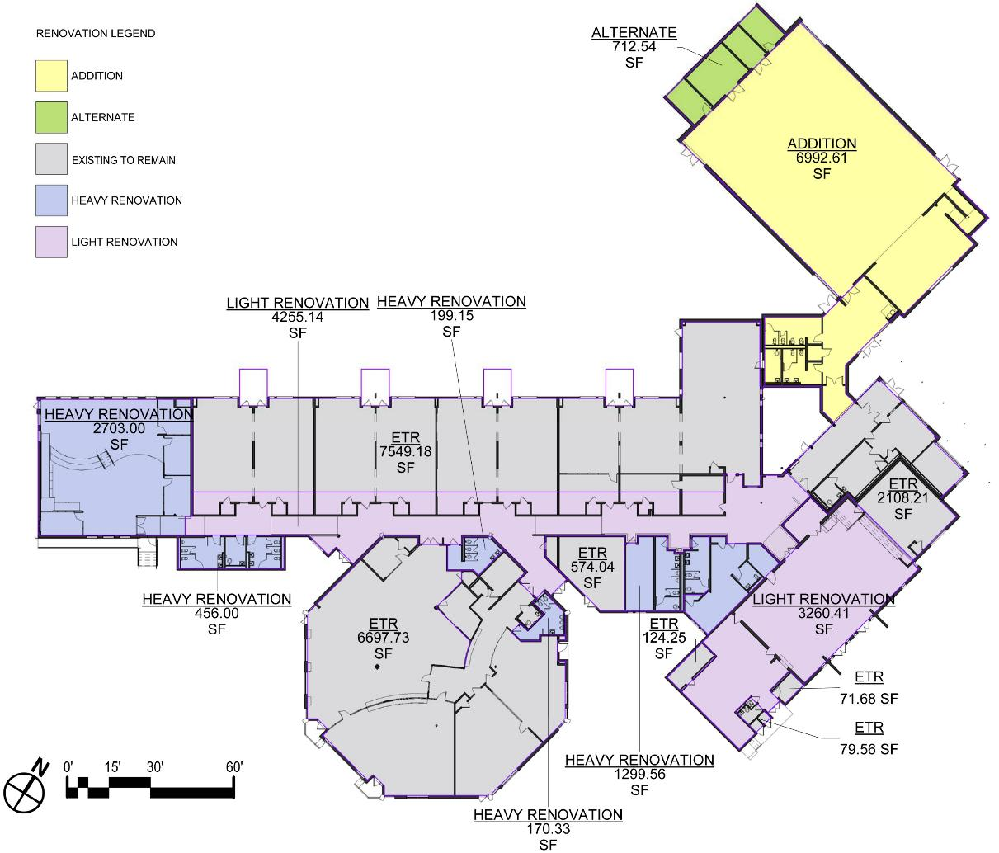 RENOVATION LEGEND
ADDITION
ALTERNATE
EXISTING TO REMAIN
HEAVY RENOVATION
LIGHT RENOVATION
ALTERNATE
712.54
SF
ADDITION
6992.61
SF
LIGHT RENOVATION
4255.14
SF
HEAVY RENOVATION
199.15
SF
HEAVY RENOVATION
2703.00
SF
ETR
7549.18
SF
ETR
2108.21
SF
ETR
574.04
SF
HEAVY RENOVATION
456.00
SF
LIGHT RENOVATION
3260.41
SF
ETR
6697.73
SF
ETR
124.25
SF
ETR
71.68 SF
ETR
79.56 SF
HEAVY RENOVATION
1299.56
SF
HEAVY RENOVATION
170.33
SF
N
0' 15' 30' 60'